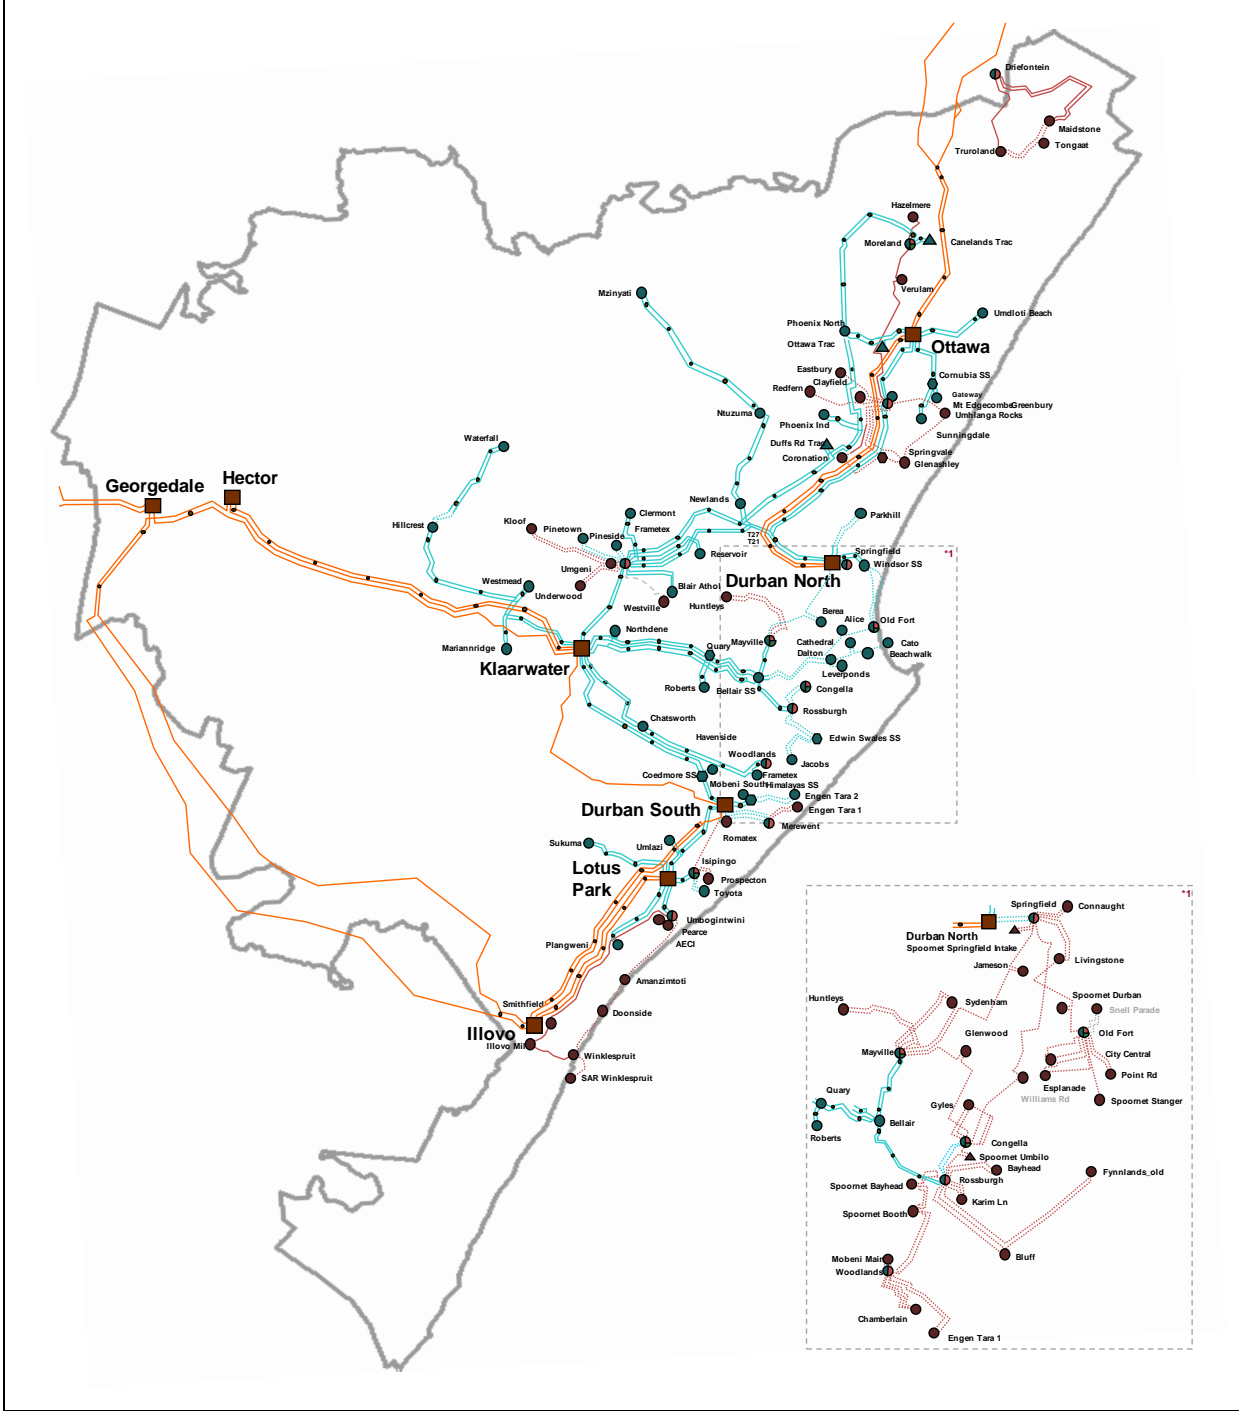 Driefontein
Maidstone
Tongaat
Truroland
Hazelmere
Moreland
Canelands Trac
Verulam
Mzinyati
Umdloti Beach
Phoenix North
Ottawa Trac
Ottawa
Eastbury
Clayfield
Redfern
Cornubia SS
Gateway
Mt EdgecombeGreenbury
Umhlanga Rocks
Ntuzuma
Phoenix Ind
Sunningdale
Waterfall
Duffs Rd Trac
Coronation
Springvale
Glenashley
Hector
Georgedale
Newlands
Clermont
Frametex
Kloof
Pinetown
Pineside
Hillcrest
Parkhill
T27
T21
*1
Springfield
Windsor SS
Reservoir
Durban North
Umgeni
Underwood
Westmead
Blair Athol
Westville
Huntleys
Berea
Alice
Old Fort
Northdene
Mayville
Cathedral
Cato
Beachwalk
Dalton
Leverponds
Mariannridge
Klaarwater
Quary
Roberts
Bellair SS
Congella
Rossburgh
Chatsworth
Havenside
Edwin Swales SS
Woodlands
Jacobs
Coedmore SS
Frametex
Mobeni South
Himalayas SS
Engen Tara 2
Engen Tara 1
Durban South
Romatex
Merewent
Sukuma
Umlazi
Isipingo
Lotus
Park
Prospecton
Toyota
Umbogintwini
Pearce
AECI
Plangweni
Amanzimtoti
Smithfield
Doonside
Illovo
Illovo Mil
Winklespruit
SAR Winklespruit
*1
Springfield
Connaught
Durban North
Spoornet Springfield Intake
Jameson
Livingstone
Huntleys
Sydenham
Spoornet Durban
Snell Parade
Glenwood
Old Fort
Mayville
City Central
Esplanade
Point Rd
Williams Rd
Spoornet Stanger
Quary
Gyles
Bellair
Roberts
Congella
Spoornet Umbilo
Bayhead
Fynnlands_old
Spoornet Bayhead
Rossburgh
Karim Ln
Spoornet Booth
Bluff
Mobeni Main
Woodlands
Chamberlain
Engen Tara 1